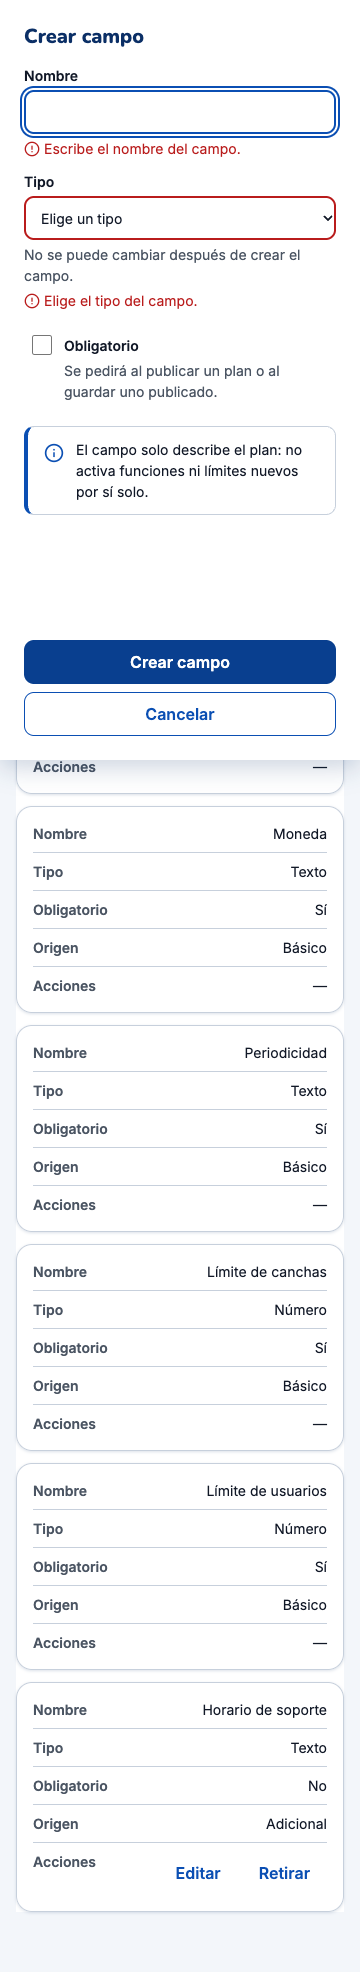 Crear campo
Nombre
Escribe el nombre del campo.
Tipo
Elige un tipo
No se puede cambiar después de crear el
campo.
Elige el tipo del campo.
Obligatorio
Se pedirá al publicar un plan o al
guardar uno publicado.
El campo solo describe el plan: no
activa funciones ni límites nuevos
por sí solo.
Crear campo
Cancelar
Acciones —
Nombre Moneda
Tipo Texto
Obligatorio Sí
Origen Básico
Acciones —
Nombre Periodicidad
Tipo Texto
Obligatorio Sí
Origen Básico
Acciones —
Nombre Límite de canchas
Tipo Número
Obligatorio Sí
Origen Básico
Acciones —
Nombre Límite de usuarios
Tipo Número
Obligatorio Sí
Origen Básico
Acciones —
Nombre Horario de soporte
Tipo Texto
Obligatorio No
Origen Adicional
Acciones Editar Retirar